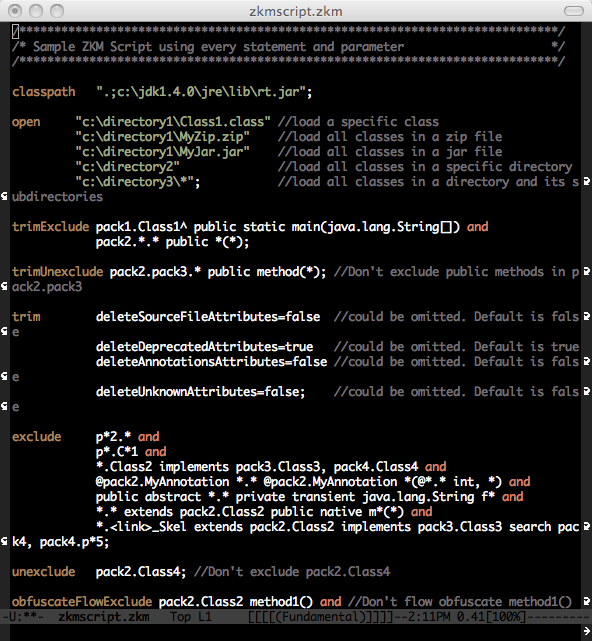 zkmscript.zkm
/*****************************************************************************/
/* Sample ZKM Script using every statement and parameter                     */
/*****************************************************************************/
classpath   ".;c:\jdk1.4.0\jre\lib\rt.jar";
open     "c:\directory1\Class1.class" //load a specific class
"c:\directory1\MyZip.zip"    //load all classes in a zip file
"c:\directory1\MyJar.jar"    //load all classes in a jar file
"c:\directory2"              //load all classes in a specific directory
"c:\directory3\*";           //load all classes in a directory and its s
ubdirectories
trimExclude pack1.Class1^ public static main(java.lang.String[]) and
pack2.*.* public *(*);
trimUnexclude pack2.pack3.* public method(*); //Don't exclude public methods in p
ack2.pack3
trim        deleteSourceFileAttributes=false  //could be omitted. Default is fals
e
deleteDeprecatedAttributes=true   //could be omitted. Default is true
deleteAnnotationsAttributes=false //could be omitted. Default is fals
e
deleteUnknownAttributes=false;    //could be omitted. Default is fals
e
exclude     p*2.* and
p*.C*1 and
*.Class2 implements pack3.Class3, pack4.Class4 and
@pack2.MyAnnotation *.* @pack2.MyAnnotation *(@*.* int, *) and
public abstract *.* private transient java.lang.String f* and
*.* extends pack2.Class2 public native m*(*) and
*.<link>_Skel extends pack2.Class2 implements pack3.Class3 search pac
k4, pack4.p*5;
unexclude   pack2.Class4; //Don't exclude pack2.Class4
obfuscateFlowExclude pack2.Class2 method1() and //Don't flow obfuscate method1()
-U:**-  zkmscript.zkm   Top L1     [[[[(Fundamental)]]]]--2:11PM 0.41[100%]---------